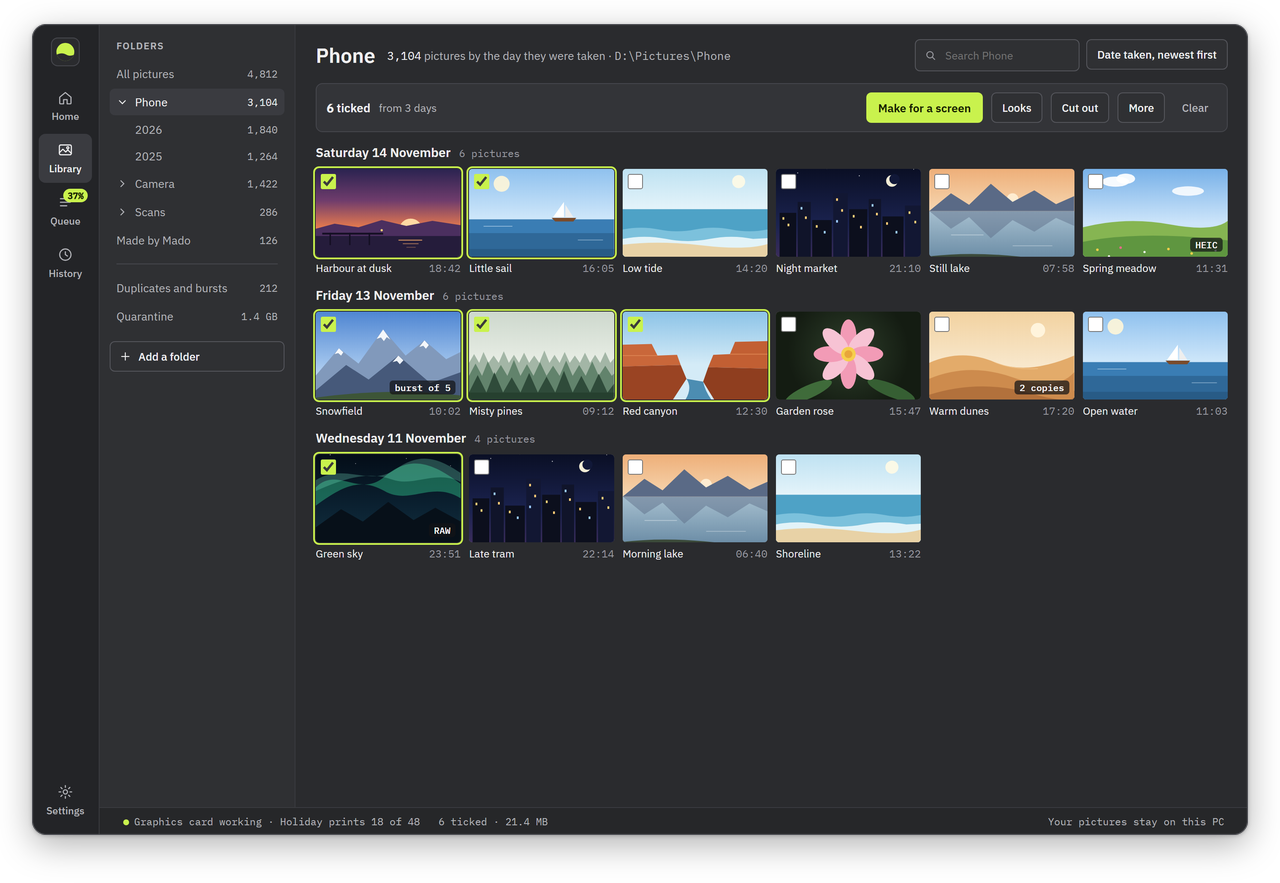 FOLDERS
All pictures 4,812
Phone 3,104
2026 1,840
2025 1,264
Camera 1,422
Scans 286
Made by Mado 126
Duplicates and bursts 212
Quarantine 1.4 GB
Add a folder
Home
Library
37%
Queue
History
Settings
Phone 3,104 pictures by the day they were taken · D:\Pictures\Phone
Search Phone
Date taken, newest first
6 ticked from 3 days
Make for a screen
Looks
Cut out
More
Clear
Saturday 14 November 6 pictures
HEIC
Harbour at dusk 18:42
Little sail 16:05
Low tide 14:20
Night market 21:10
Still lake 07:58
Spring meadow 11:31
Friday 13 November 6 pictures
burst of 5
2 copies
Snowfield 10:02
Misty pines 09:12
Red canyon 12:30
Garden rose 15:47
Warm dunes 17:20
Open water 11:03
Wednesday 11 November 4 pictures
RAW
Green sky 23:51
Late tram 22:14
Morning lake 06:40
Shoreline 13:22
Graphics card working · Holiday prints 18 of 48 6 ticked · 21.4 MB
Your pictures stay on this PC